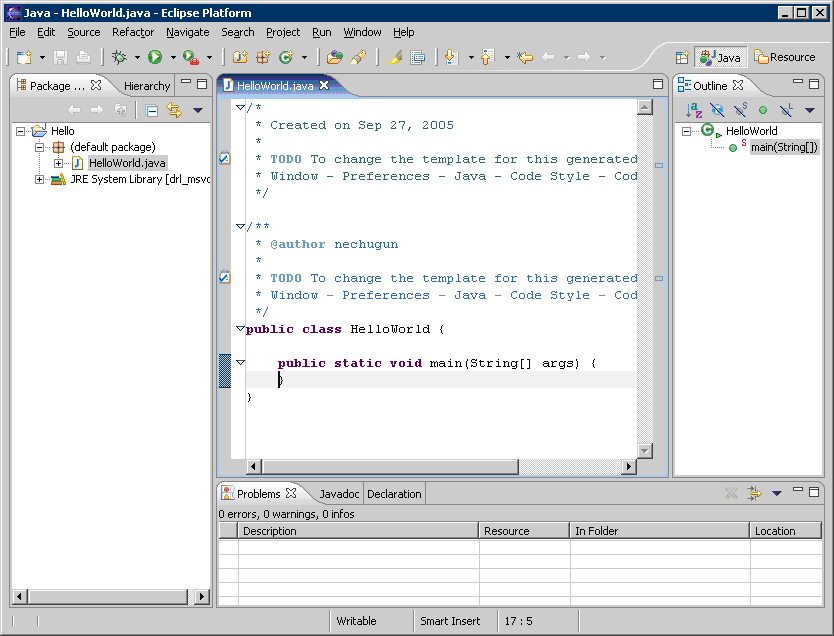 Java - HelloWorld.java - Eclipse Platform
File Edit Source Refactor Navigate Search Project Run Window Help
Java Resource
Package ... Hierarchy
Hello
(default package)
HelloWorld.java
JRE System Library [drl_msvc
HelloWorld.java
/*
* Created on Sep 27, 2005
*
* TODO To change the template for this generated
* Window - Preferences - Java - Code Style - Cod
*/
/**
* @author nechugun
*
* TODO To change the template for this generated
* Window - Preferences - Java - Code Style - Cod
*/
public class HelloWorld {
public static void main(String[] args) {
}
}
Outline
HelloWorld
main(String[])
Problems Javadoc Declaration
0 errors, 0 warnings, 0 infos
Description Resource In Folder Location
Writable Smart Insert 17 : 5